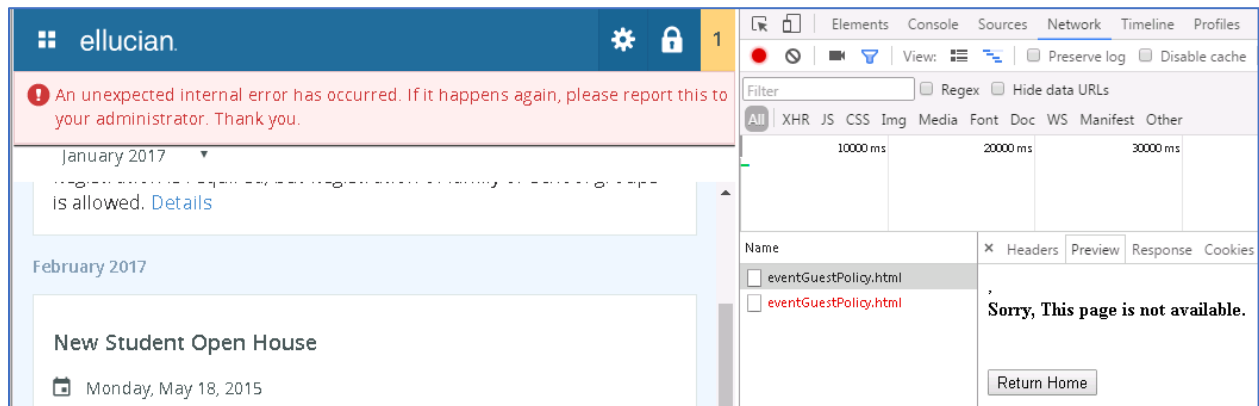 ellucian.
1
An unexpected internal error has occurred. If it happens again, please report this to
your administrator. Thank you.
January 2017
is allowed. Details
February 2017
New Student Open House
Monday, May 18, 2015
Elements Console Sources Network Timeline Profiles
View: Preserve log Disable cache
Filter Regex Hide data URLs
All XHR JS CSS Img Media Font Doc WS Manifest Other
10000 ms 20000 ms 30000 ms
Name
eventGuestPolicy.html
eventGuestPolicy.html
× Headers Preview Response Cookies
,
Sorry, This page is not available.
Return Home